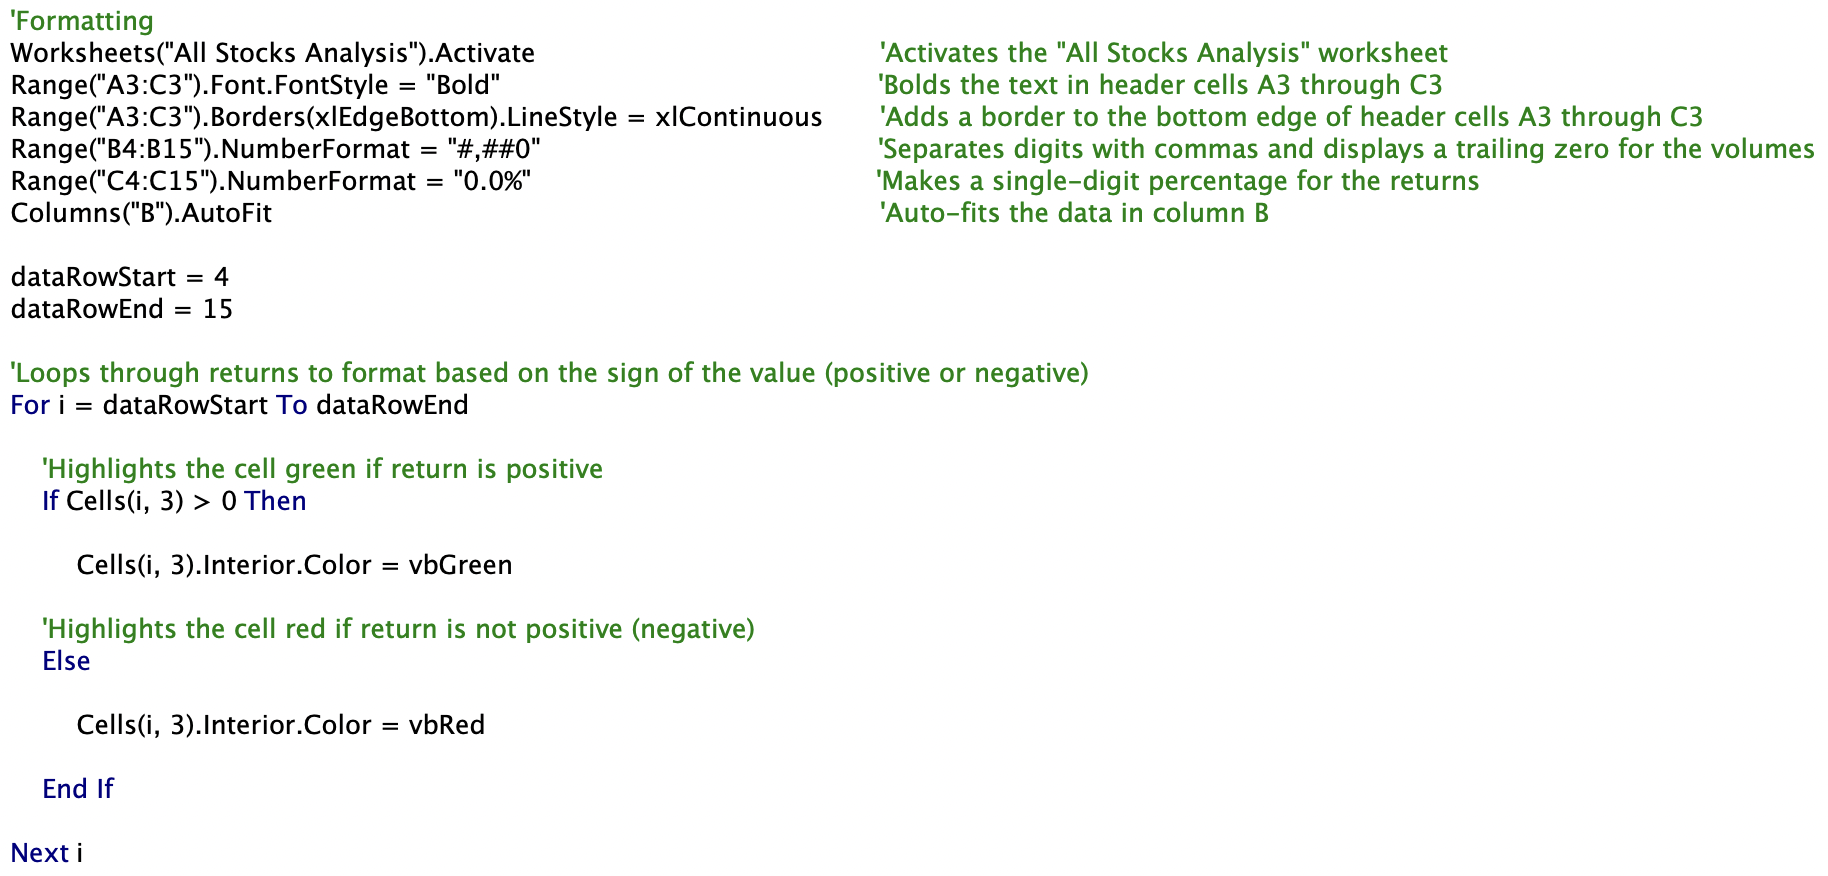 'Formatting
Worksheets("All Stocks Analysis").Activate 'Activates the "All Stocks Analysis" worksheet
Range("A3:C3").Font.FontStyle = "Bold" 'Bolds the text in header cells A3 through C3
Range("A3:C3").Borders(xlEdgeBottom).LineStyle = xlContinuous 'Adds a border to the bottom edge of header cells A3 through C3
Range("B4:B15").NumberFormat = "#,##0" 'Separates digits with commas and displays a trailing zero for the volumes
Range("C4:C15").NumberFormat = "0.0%" 'Makes a single-digit percentage for the returns
Columns("B").AutoFit 'Auto-fits the data in column B
dataRowStart = 4
dataRowEnd = 15
'Loops through returns to format based on the sign of the value (positive or negative)
For i = dataRowStart To dataRowEnd
'Highlights the cell green if return is positive
If Cells(i, 3) > 0 Then
Cells(i, 3).Interior.Color = vbGreen
'Highlights the cell red if return is not positive (negative)
Else
Cells(i, 3).Interior.Color = vbRed
End If
Next i